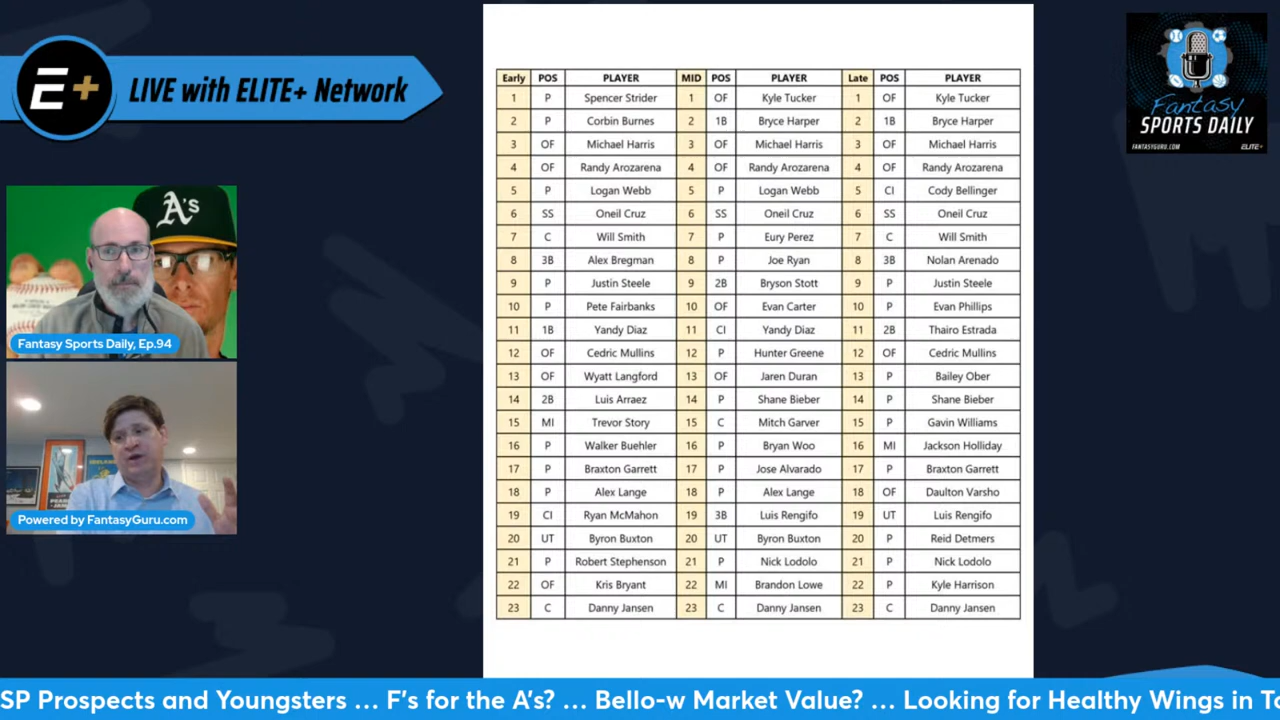 E+ LIVE with ELITE+ Network
Fantasy
SPORTS DAILY
FANTASYGURU.COM ELITE+
A's
Fantasy Sports Daily, Ep.94
Powered by FantasyGuru.com
Early POS PLAYER MID POS PLAYER Late POS PLAYER
1 P Spencer Strider 1 OF Kyle Tucker 1 OF Kyle Tucker
2 P Corbin Burnes 2 1B Bryce Harper 2 1B Bryce Harper
3 OF Michael Harris 3 OF Michael Harris 3 OF Michael Harris
4 OF Randy Arozarena 4 OF Randy Arozarena 4 OF Randy Arozarena
5 P Logan Webb 5 P Logan Webb 5 CI Cody Bellinger
6 SS Oneil Cruz 6 SS Oneil Cruz 6 SS Oneil Cruz
7 C Will Smith 7 P Eury Perez 7 C Will Smith
8 3B Alex Bregman 8 P Joe Ryan 8 3B Nolan Arenado
9 P Justin Steele 9 2B Bryson Stott 9 P Justin Steele
10 P Pete Fairbanks 10 OF Evan Carter 10 P Evan Phillips
11 1B Yandy Diaz 11 CI Yandy Diaz 11 2B Thairo Estrada
12 OF Cedric Mullins 12 P Hunter Greene 12 OF Cedric Mullins
13 OF Wyatt Langford 13 OF Jaren Duran 13 P Bailey Ober
14 2B Luis Arraez 14 P Shane Bieber 14 P Shane Bieber
15 MI Trevor Story 15 C Mitch Garver 15 P Gavin Williams
16 P Walker Buehler 16 P Bryan Woo 16 MI Jackson Holliday
17 P Braxton Garrett 17 P Jose Alvarado 17 P Braxton Garrett
18 P Alex Lange 18 P Alex Lange 18 OF Daulton Varsho
19 CI Ryan McMahon 19 3B Luis Rengifo 19 UT Luis Rengifo
20 UT Byron Buxton 20 UT Byron Buxton 20 P Reid Detmers
21 P Robert Stephenson 21 P Nick Lodolo 21 P Nick Lodolo
22 OF Kris Bryant 22 MI Brandon Lowe 22 P Kyle Harrison
23 C Danny Jansen 23 C Danny Jansen 23 C Danny Jansen
SP Prospects and Youngsters ... F's for the A's? ... Bello-w Market Value? ... Looking for Healthy Wings in